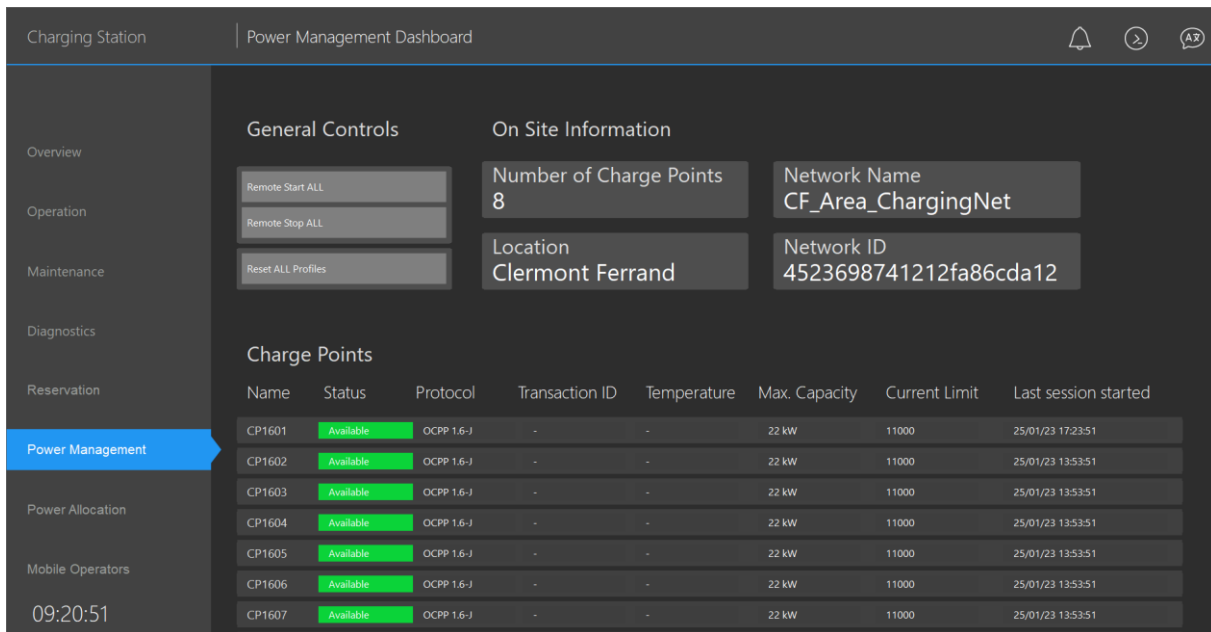 Charging Station
Power Management Dashboard
Overview
Operation
Maintenance
Diagnostics
Reservation
Power Management
Power Allocation
Mobile Operators
09:20:51
General Controls
Remote Start ALL
Remote Stop ALL
Reset ALL Profiles
On Site Information
Number of Charge Points
8
Network Name
CF_Area_ChargingNet
Location
Clermont Ferrand
Network ID
4523698741212fa86cda12
Charge Points
Name Status Protocol Transaction ID Temperature Max. Capacity Current Limit Last session started
CP1601 Available OCPP 1.6-J - - 22 kW 11000 25/01/23 17:23:51
CP1602 Available OCPP 1.6-J - - 22 kW 11000 25/01/23 13:53:51
CP1603 Available OCPP 1.6-J - - 22 kW 11000 25/01/23 13:53:51
CP1604 Available OCPP 1.6-J - - 22 kW 11000 25/01/23 13:53:51
CP1605 Available OCPP 1.6-J - - 22 kW 11000 25/01/23 13:53:51
CP1606 Available OCPP 1.6-J - - 22 kW 11000 25/01/23 13:53:51
CP1607 Available OCPP 1.6-J - - 22 kW 11000 25/01/23 13:53:51